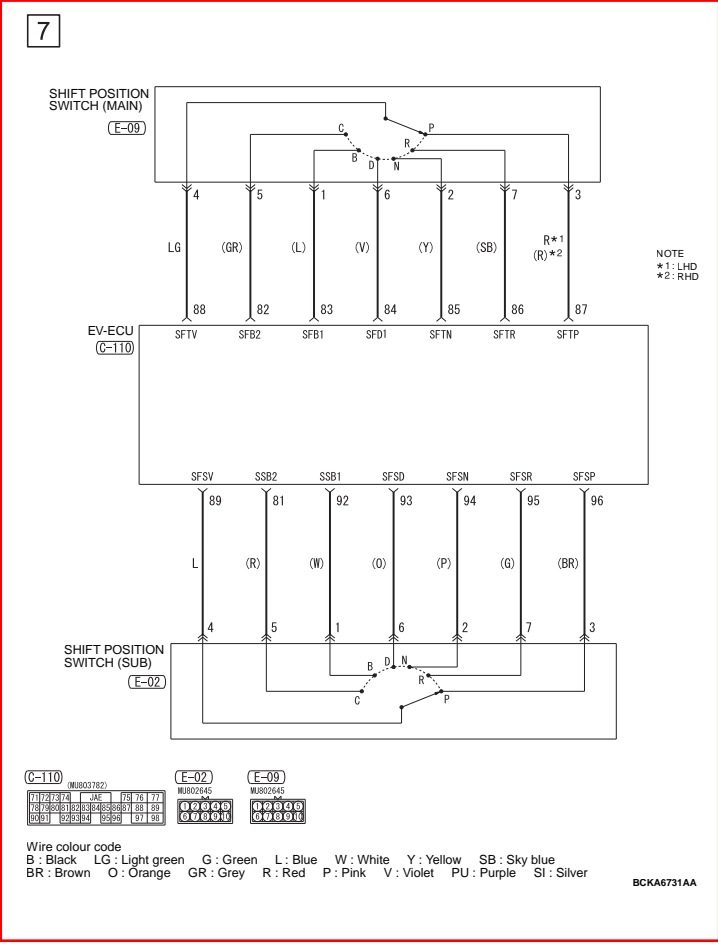 7
SHIFT POSITION
SWITCH (MAIN)
E-09
C
P
R
B
D
N
4 5 1 6 2 7 3
LG (GR) (L) (V) (Y) (SB) R*1
(R)*2
NOTE
*1: LHD
*2: RHD
88 82 83 84 85 86 87
EV-ECU
C-110
SFTV SFB2 SFB1 SFD1 SFTN SFTR SFTP
SFSV SSB2 SSB1 SFSD SFSN SFSR SFSP
89 81 92 93 94 95 96
L (R) (W) (O) (P) (G) (BR)
4 5 1 6 2 7 3
SHIFT POSITION
SWITCH (SUB)
E-02
D N
B
R
C
P
C-110
(MU803782)
71 72 73 74 JAE 75 76 77
78 79 80 81 82 83 84 85 86 87 88 89
90 91 92 93 94 95 96 97 98
E-02
MU802645
1 2 3 4 5
6 7 8 9 10
E-09
MU802645
1 2 3 4 5
6 7 8 9 10
Wire colour code
B : Black LG : Light green G : Green L : Blue W : White Y : Yellow SB : Sky blue
BR : Brown O : Orange GR : Grey R : Red P : Pink V : Violet PU : Purple SI : Silver
BCKA6731AA